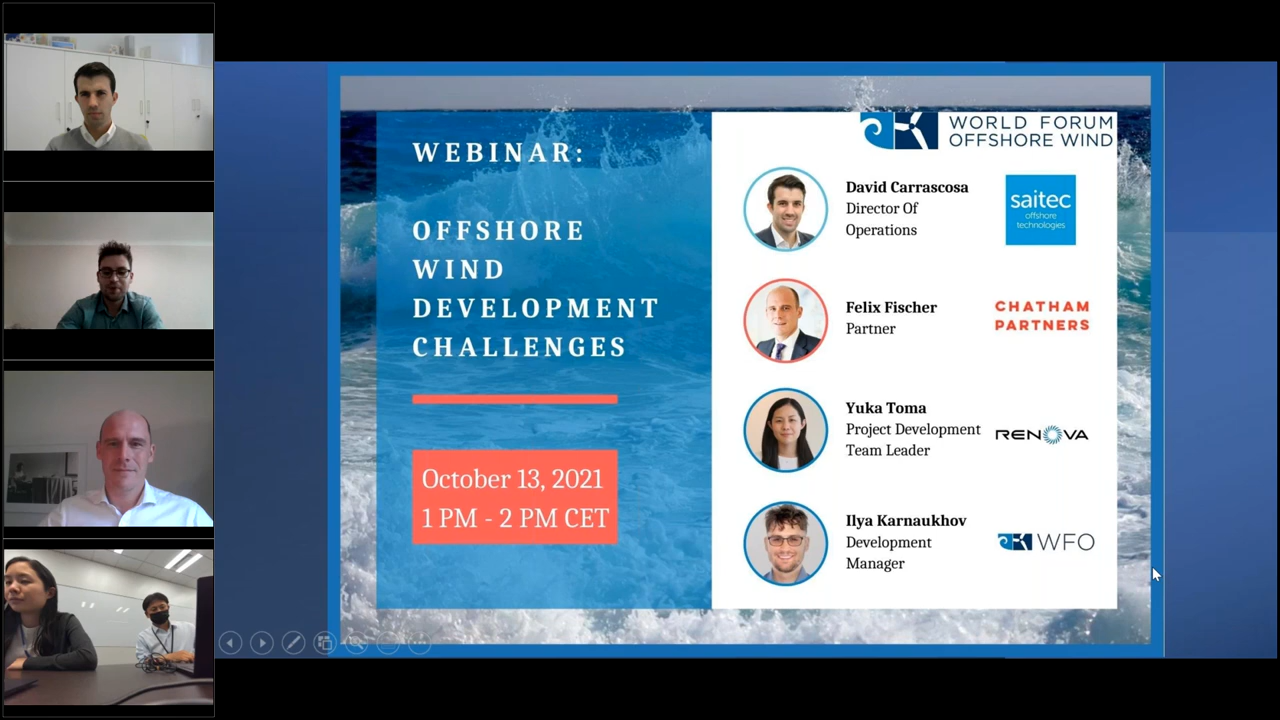 WEBINAR:
OFFSHORE
WIND
DEVELOPMENT
CHALLENGES
October 13, 2021
1 PM - 2 PM CET
WORLD FORUM
OFFSHORE WIND
David Carrascosa
Director Of
Operations
saitec
offshore
technologies
Felix Fischer
Partner
CHATHAM
PARTNERS
Yuka Toma
Project Development
Team Leader
RENOVA
Ilya Karnaukhov
Development
Manager
WFO